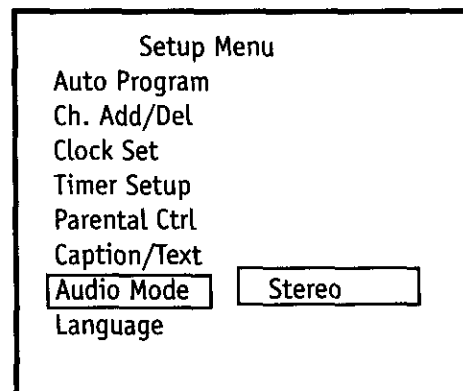 Setup Menu
Auto Program
Ch. Add/Del
Clock Set
Timer Setup
Parental Ctrl
Caption/Text
Audio Mode Stereo
Language